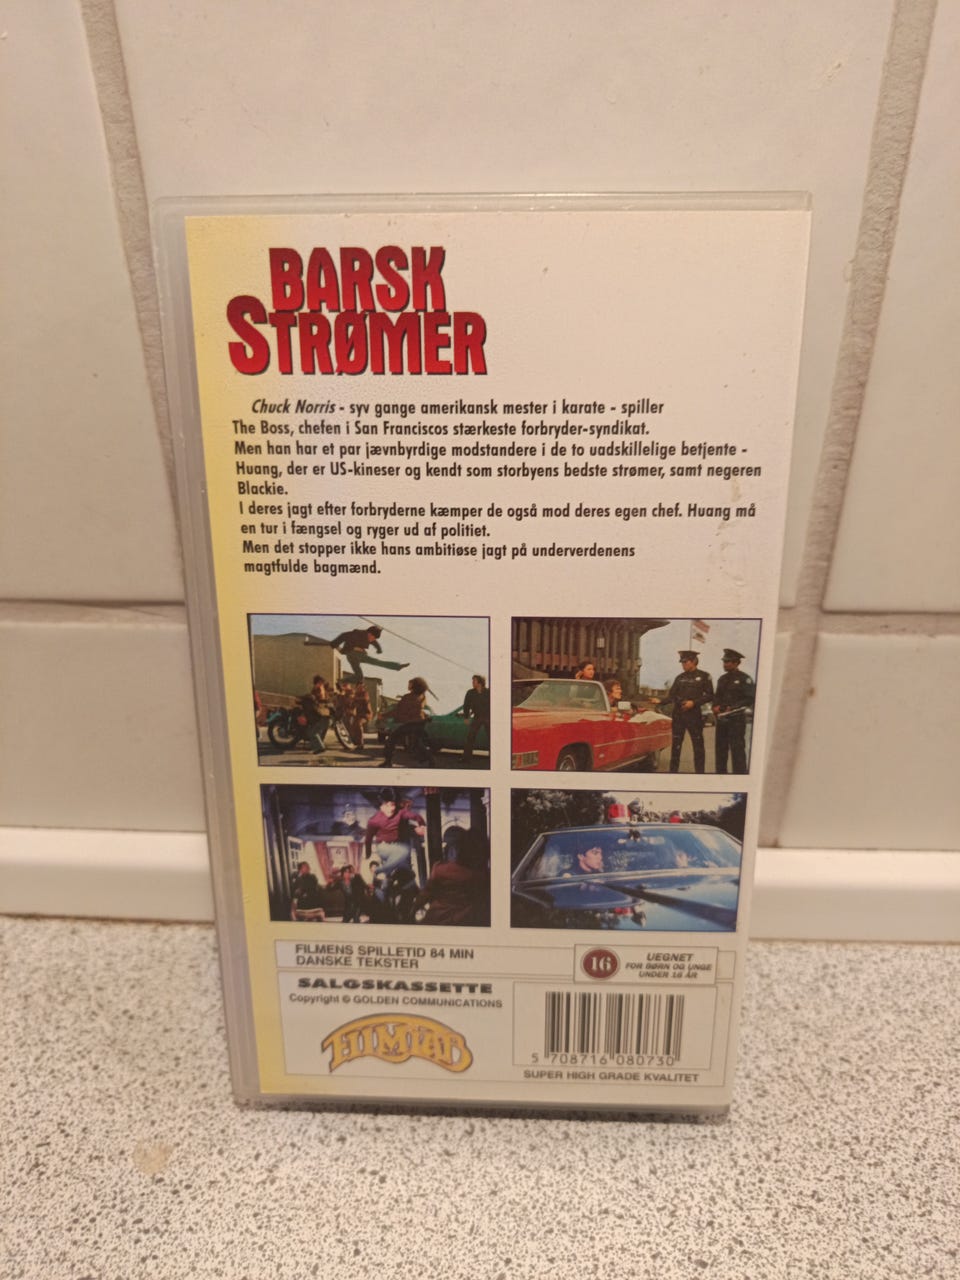 BARSK
STRØMER
Chuck Norris - syv gange amerikansk mester i karate - spiller
The Boss, chefen i San Franciscos stærkeste forbryder-syndikat.
Men han har et par jævnbyrdige modstandere i de to uadskillelige betjente -
Huang, der er US-kineser og kendt som storbyens bedste strømer, samt negeren
Blackie.
I deres jagt efter forbryderne kæmper de også mod deres egen chef. Huang må
en tur i fængsel og ryger ud af politiet.
Men det stopper ikke hans ambitiøse jagt på underverdenens
magtfulde bagmænd.
FILMENS SPILLETID 84 MIN
DANSKE TEKSTER
16
UEGNET
FOR BØRN OG UNGE
UNDER 16 ÅR
SALGSKASSETTE
Copyright © GOLDEN COMMUNICATIONS
5 708716 080730
SUPER HIGH GRADE KVALITET